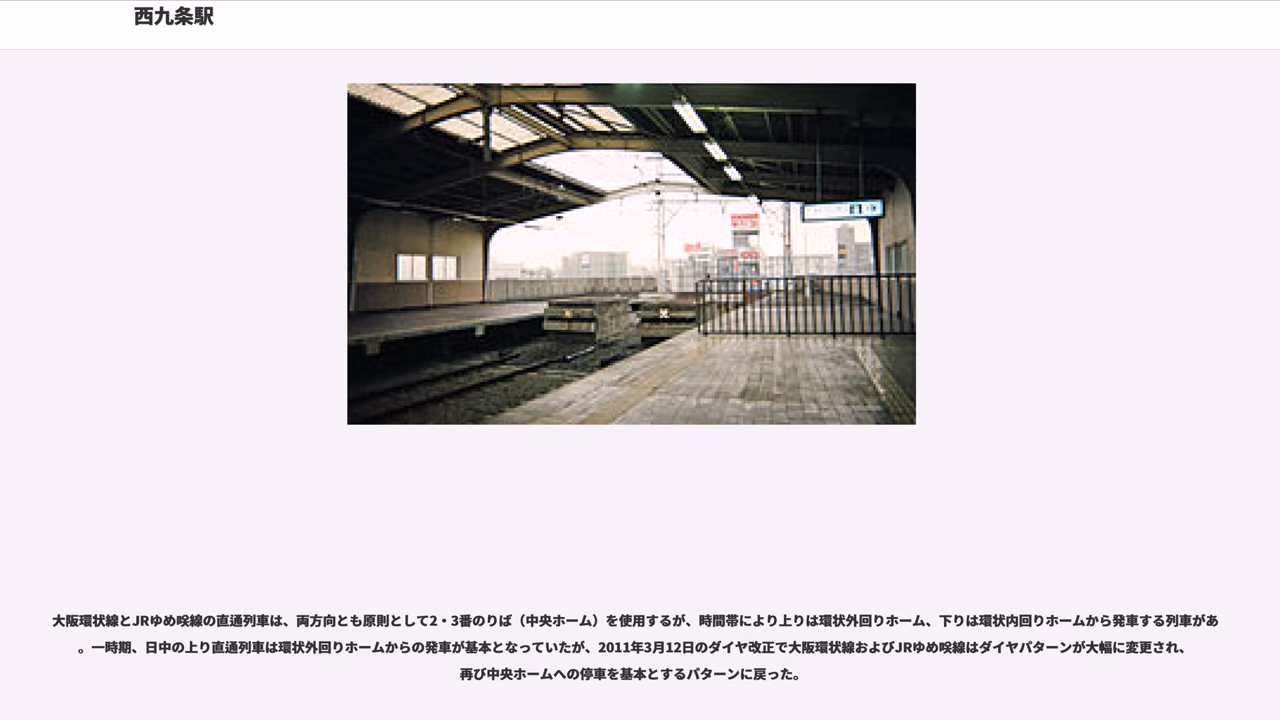 西九条駅
大阪環状線とJRゆめ咲線の直通列車は、両方向とも原則として2・3番のりば（中央ホーム）を使用するが、時間帯により上りは環状外回りホーム、下りは環状内回りホームから発車する列車があ
。一時期、日中の上り直通列車は環状外回りホームからの発車が基本となっていたが、2011年3月12日のダイヤ改正で大阪環状線およびJRゆめ咲線はダイヤパターンが大幅に変更され、
再び中央ホームへの停車を基本とするパターンに戻った。